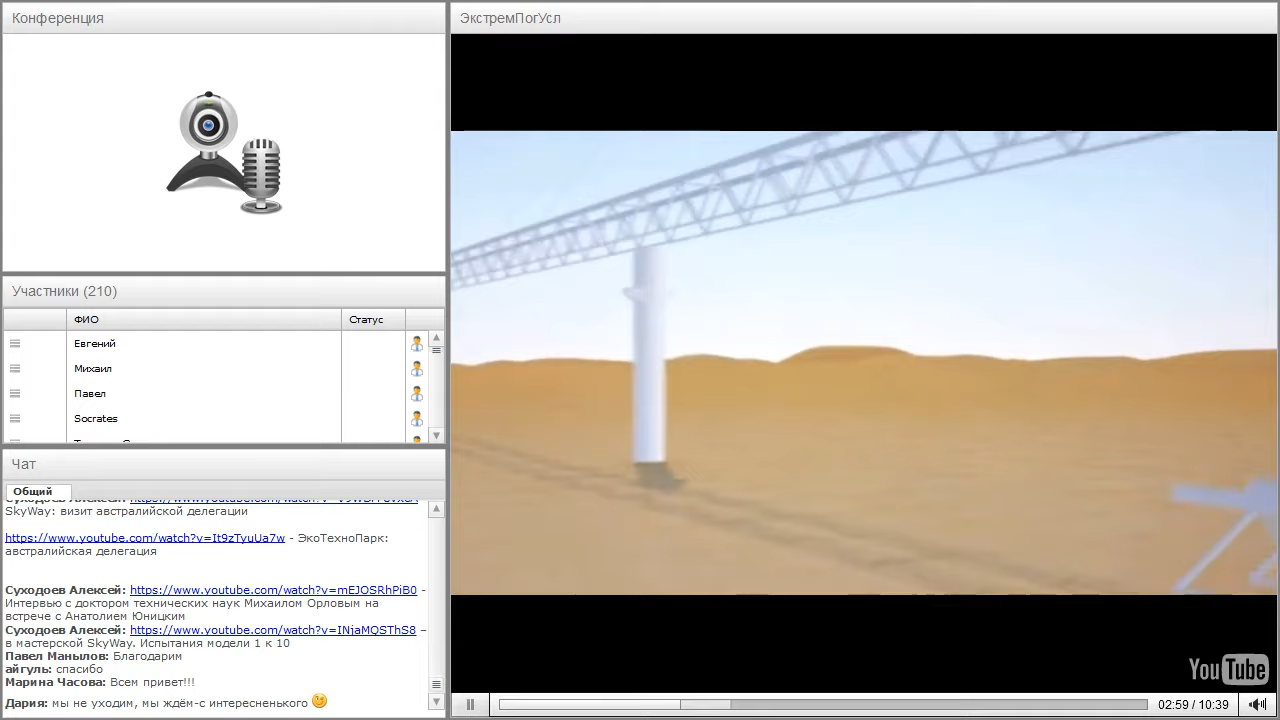 Конференция
ЭкстремПогУсл
Участники (210)
ФИО
Статус
Евгений
Михаил
Павел
Socrates
Чат
Общий
Суходоев Алексей:
SkyWay: визит австралийской делегации
https://www.youtube.com/watch?v=It9zTyuUa7w - ЭкоТехноПарк:
австралийская делегация
Суходоев Алексей: https://www.youtube.com/watch?v=mEJOSRhPiB0 -
Интервью с доктором технических наук Михаилом Орловым на
встрече с Анатолием Юницким
Суходоев Алексей: https://www.youtube.com/watch?v=INjaMQSThS8 –
в мастерской SkyWay. Испытания модели 1 к 10
Павел Манылов: Благодарим
айгуль: спасибо
Марина Часова: Всем привет!!!
Дария: мы не уходим, мы ждём-с интересненького
YouTube
02:59 / 10:39